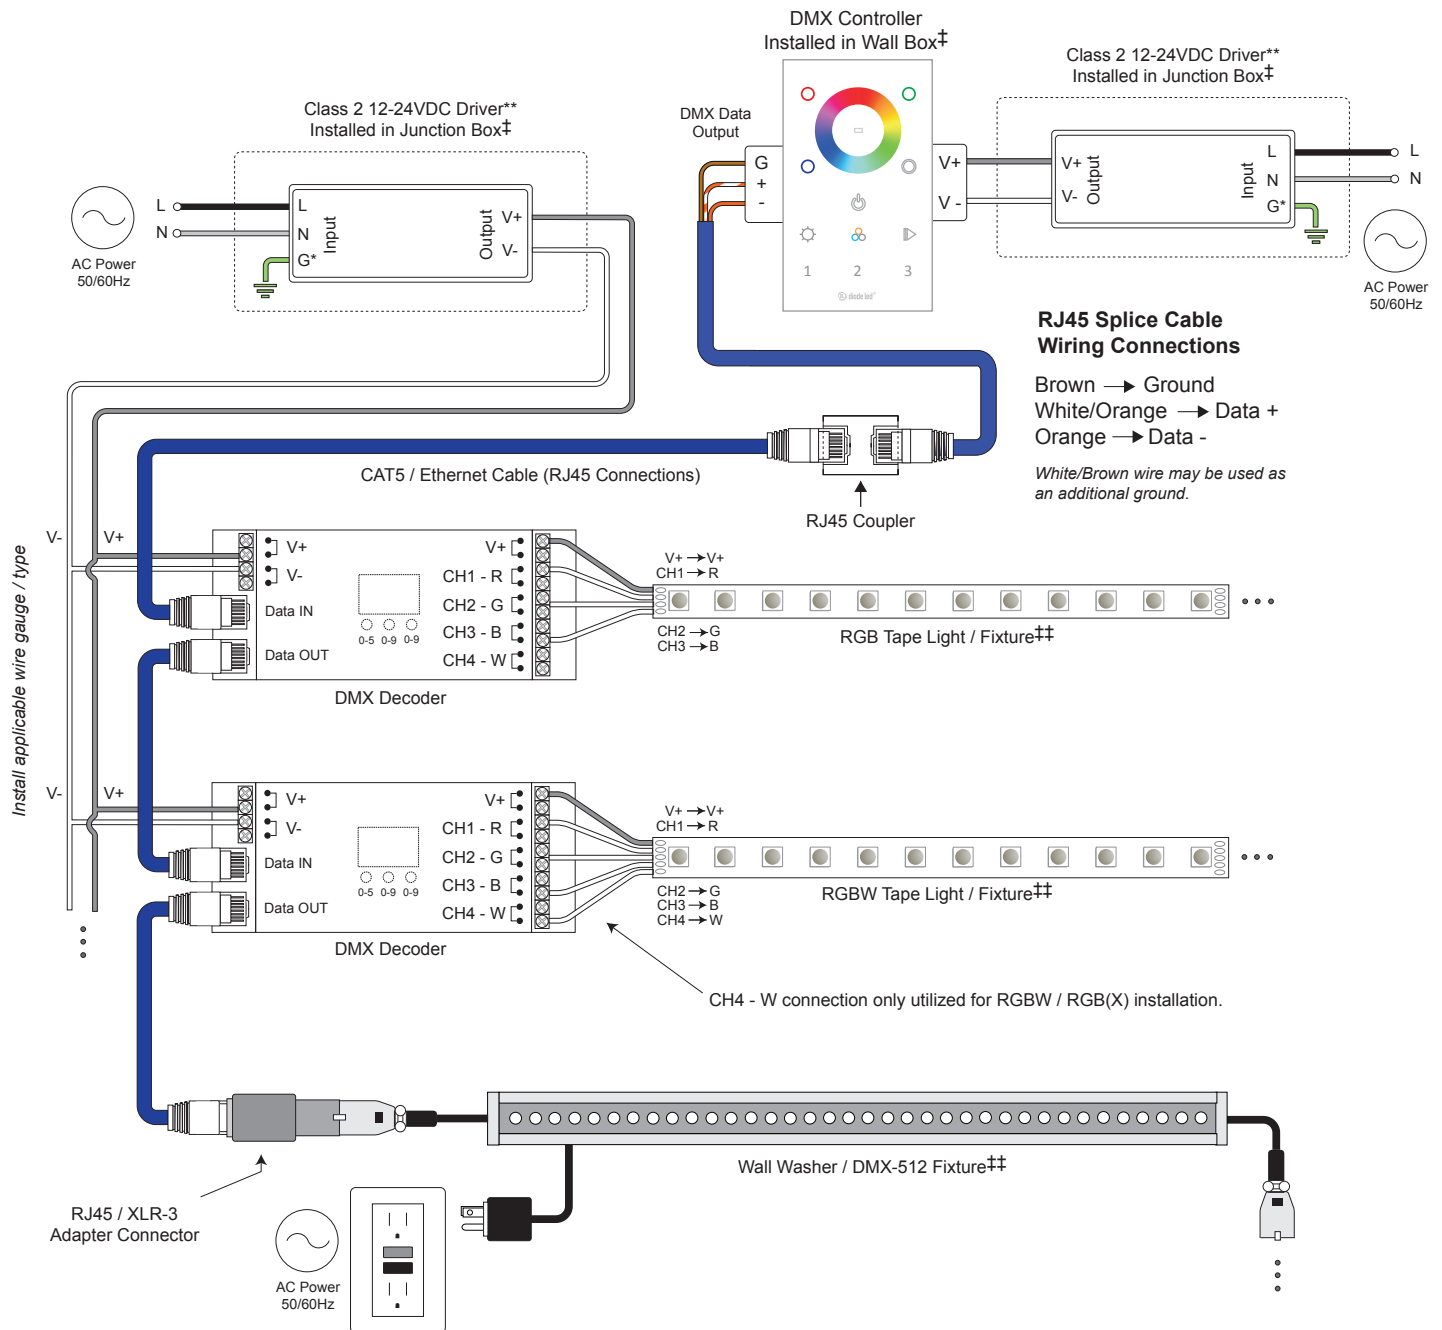 DMX Controller
Installed in Wall Box‡
Class 2 12-24VDC Driver**
Installed in Junction Box‡
Class 2 12-24VDC Driver**
Installed in Junction Box‡
DMX Data
Output
G
+
-
V+
V -
V+
V-
Output
Input
L
N
G*
L
N
AC Power
50/60Hz
L
N
AC Power
50/60Hz
L
N
G*
Input
Output
V+
V-
1 2 3
diode led™
RJ45 Splice Cable
Wiring Connections
Brown → Ground
White/Orange → Data +
Orange → Data -
White/Brown wire may be used as
an additional ground.
CAT5 / Ethernet Cable (RJ45 Connections)
RJ45 Coupler
Install applicable wire gauge / type
V-
V+
V+
V-
Data IN
Data OUT
0-5 0-9 0-9
V+
CH1 - R
CH2 - G
CH3 - B
CH4 - W
DMX Decoder
V+ → V+
CH1 → R
CH2 → G
CH3 → B
RGB Tape Light / Fixture‡‡
V-
V+
V+
V-
Data IN
Data OUT
0-5 0-9 0-9
V+
CH1 - R
CH2 - G
CH3 - B
CH4 - W
DMX Decoder
V+ → V+
CH1 → R
CH2 → G
CH3 → B
CH4 → W
RGBW Tape Light / Fixture‡‡
CH4 - W connection only utilized for RGBW / RGB(X) installation.
Wall Washer / DMX-512 Fixture‡‡
RJ45 / XLR-3
Adapter Connector
AC Power
50/60Hz